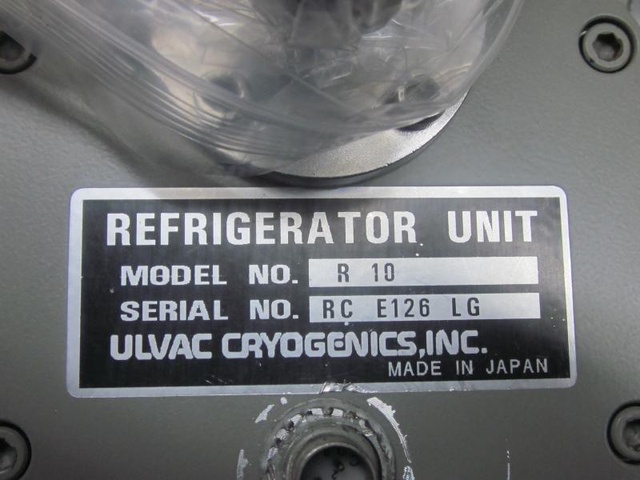 REFRIGERATOR UNIT
MODEL NO. R 10
SERIAL NO. RC E126 LG
ULVAC CRYOGENICS,INC.
MADE IN JAPAN